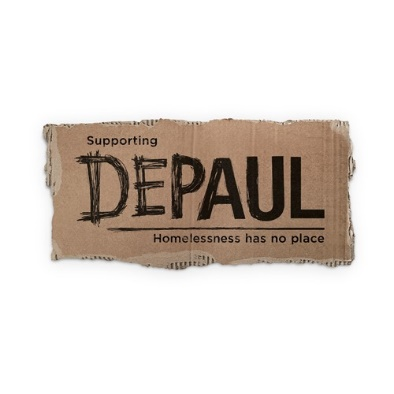 Supporting
DEPAUL
Homelessness has no place